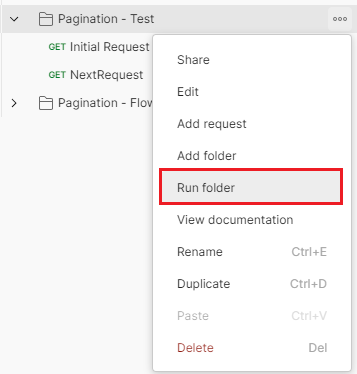 Pagination - Test
GET Initial Request
GET NextRequest
Pagination - Flow
Share
Edit
Add request
Add folder
Run folder
View documentation
Rename Ctrl+E
Duplicate Ctrl+D
Paste Ctrl+V
Delete Del